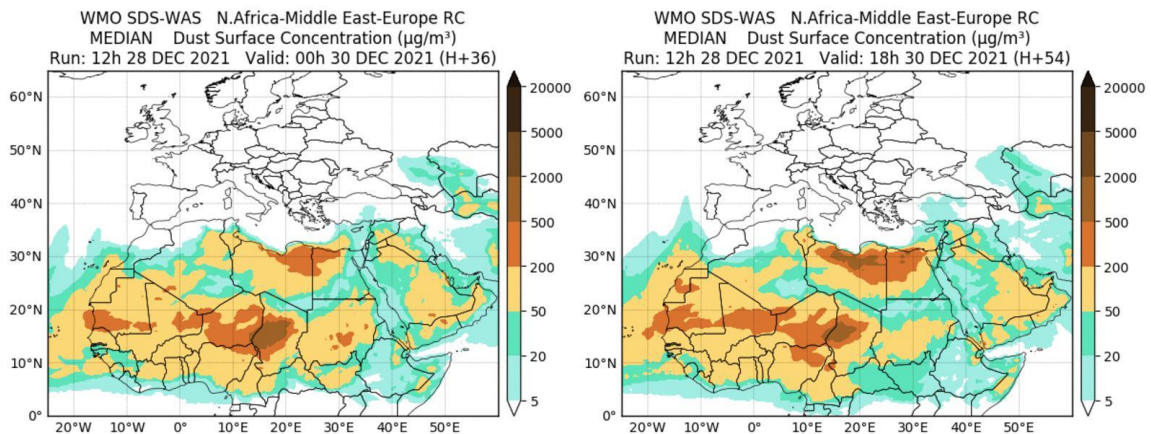 WMO SDS-WAS N.Africa-Middle East-Europe RC
MEDIAN Dust Surface Concentration (µg/m³)
Run: 12h 28 DEC 2021 Valid: 00h 30 DEC 2021 (H+36)
60°N
50°N
40°N
30°N
20°N
10°N
0°
20°W
10°W
0°
10°E
20°E
30°E
40°E
50°E
20000
5000
2000
500
200
50
20
5
WMO SDS-WAS N.Africa-Middle East-Europe RC
MEDIAN Dust Surface Concentration (µg/m³)
Run: 12h 28 DEC 2021 Valid: 18h 30 DEC 2021 (H+54)
60°N
50°N
40°N
30°N
20°N
10°N
0°
20°W
10°W
0°
10°E
20°E
30°E
40°E
50°E
20000
5000
2000
500
200
50
20
5